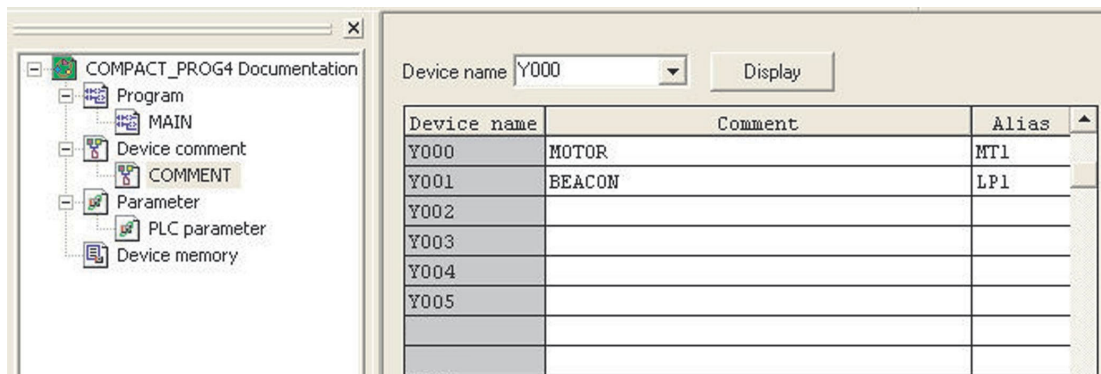 COMPACT_PROG4 Documentation
Program
MAIN
Device comment
COMMENT
Parameter
PLC parameter
Device memory
Device name Y000 Display
Device name Comment Alias
Y000 MOTOR MT1
Y001 BEACON LP1
Y002
Y003
Y004
Y005